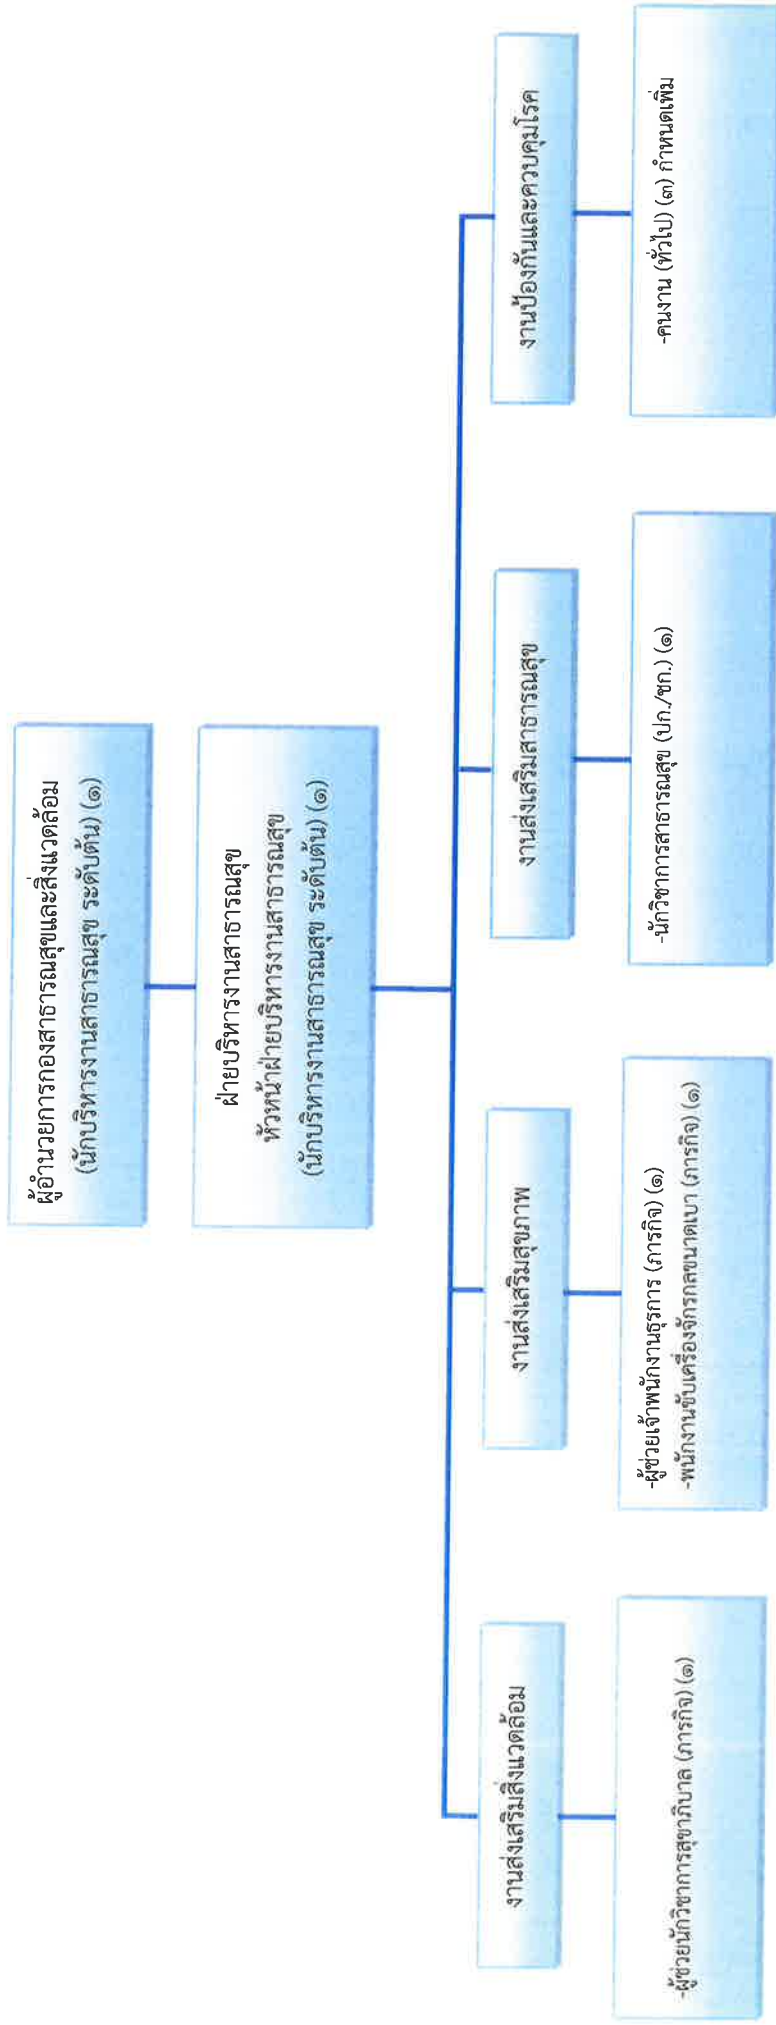 ผู้อำนวยการกองสาธารณสุขและสิ่งแวดล้อม
(นักบริหารงานสาธารณสุข ระดับต้น) (๑)
ฝ่ายบริหารงานสาธารณสุข
หัวหน้าฝ่ายบริหารงานสาธารณสุข
(นักบริหารงานสาธารณสุข ระดับต้น) (๑)
งานส่งเสริมสิ่งแวดล้อม
-ผู้ช่วยนักวิชาการสุขาภิบาล (ภารกิจ) (๑)
งานส่งเสริมสุขภาพ
-ผู้ช่วยเจ้าพนักงานธุรการ (ภารกิจ) (๑)
-พนักงานขับเครื่องจักรกลขนาดเบา (ภารกิจ) (๑)
งานส่งเสริมสาธารณสุข
-นักวิชาการสาธารณสุข (ปก./ชก.) (๑)
งานป้องกันและควบคุมโรค
-คนงาน (ทั่วไป) (๓) กำหนดเพิ่ม